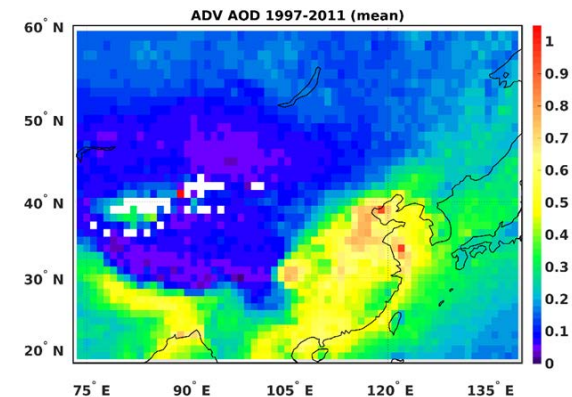 ADV AOD 1997-2011 (mean)
60° N
50° N
40° N
30° N
20° N
75° E
90° E
105° E
120° E
135° E
1
0.9
0.8
0.7
0.6
0.5
0.4
0.3
0.2
0.1
0